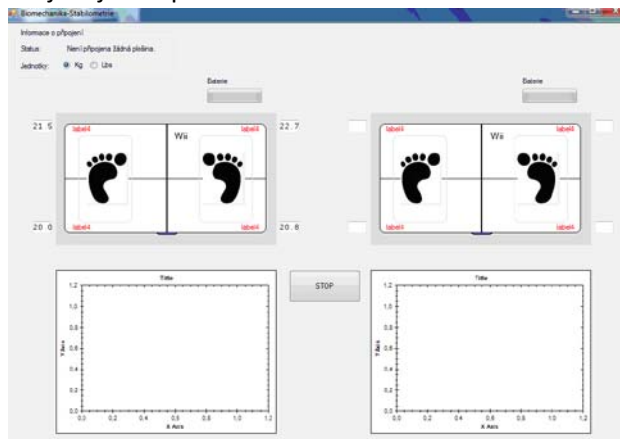 Biomechanika-Stabilometrie
Informace o připojení
Status: Není připojena žádná plošina.
Jednotky: Kg Lbs
Baterie Baterie
21 5 label4 label4 22.7 label4 label4
Wii Wii
20 0 label4 label4 20.8 label4 label4
STOP
Title Title
1,2 1,2
1,0 1,0
0,8 0,8
Y Axis Y Axis
0,6 0,6
0,4 0,4
0,2 0,2
0,0 0,0
0,0 0,2 0,4 0,6 0,8 1,0 1,2 0,0 0,2 0,4 0,6 0,8 1,0 1,2
X Axis X Axis